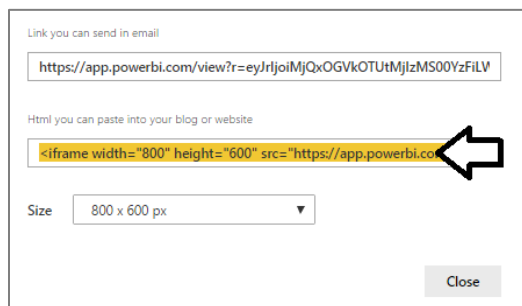 Link you can send in email
https://app.powerbi.com/view?r=eyJrIjoiMjQxOGVkOTUtMjIzMS00YzFiLW
Html you can paste into your blog or website
<iframe width="800" height="600" src="https://app.powerbi.co
Size 800 x 600 px
Close